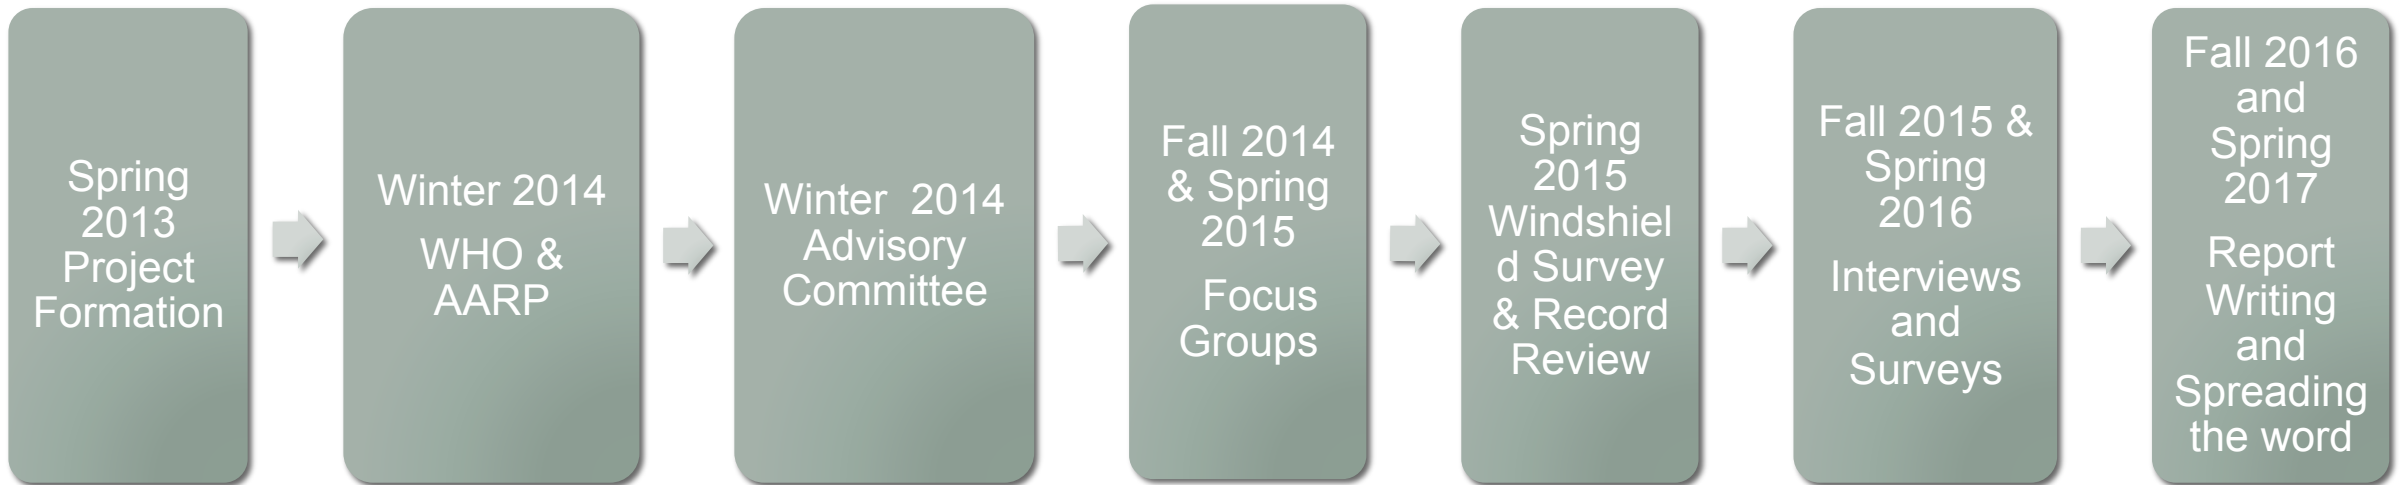 Spring
2013
Project
Formation
Winter 2014
WHO &
AARP
Winter  2014
Advisory
Committee
Fall 2014
& Spring
2015
Focus
Groups
Spring
2015
Windshiel
d Survey
& Record
Review
Fall 2015 &
Spring
2016
Interviews
and
Surveys
Fall 2016
and
Spring
2017
Report
Writing
and
Spreading
the word